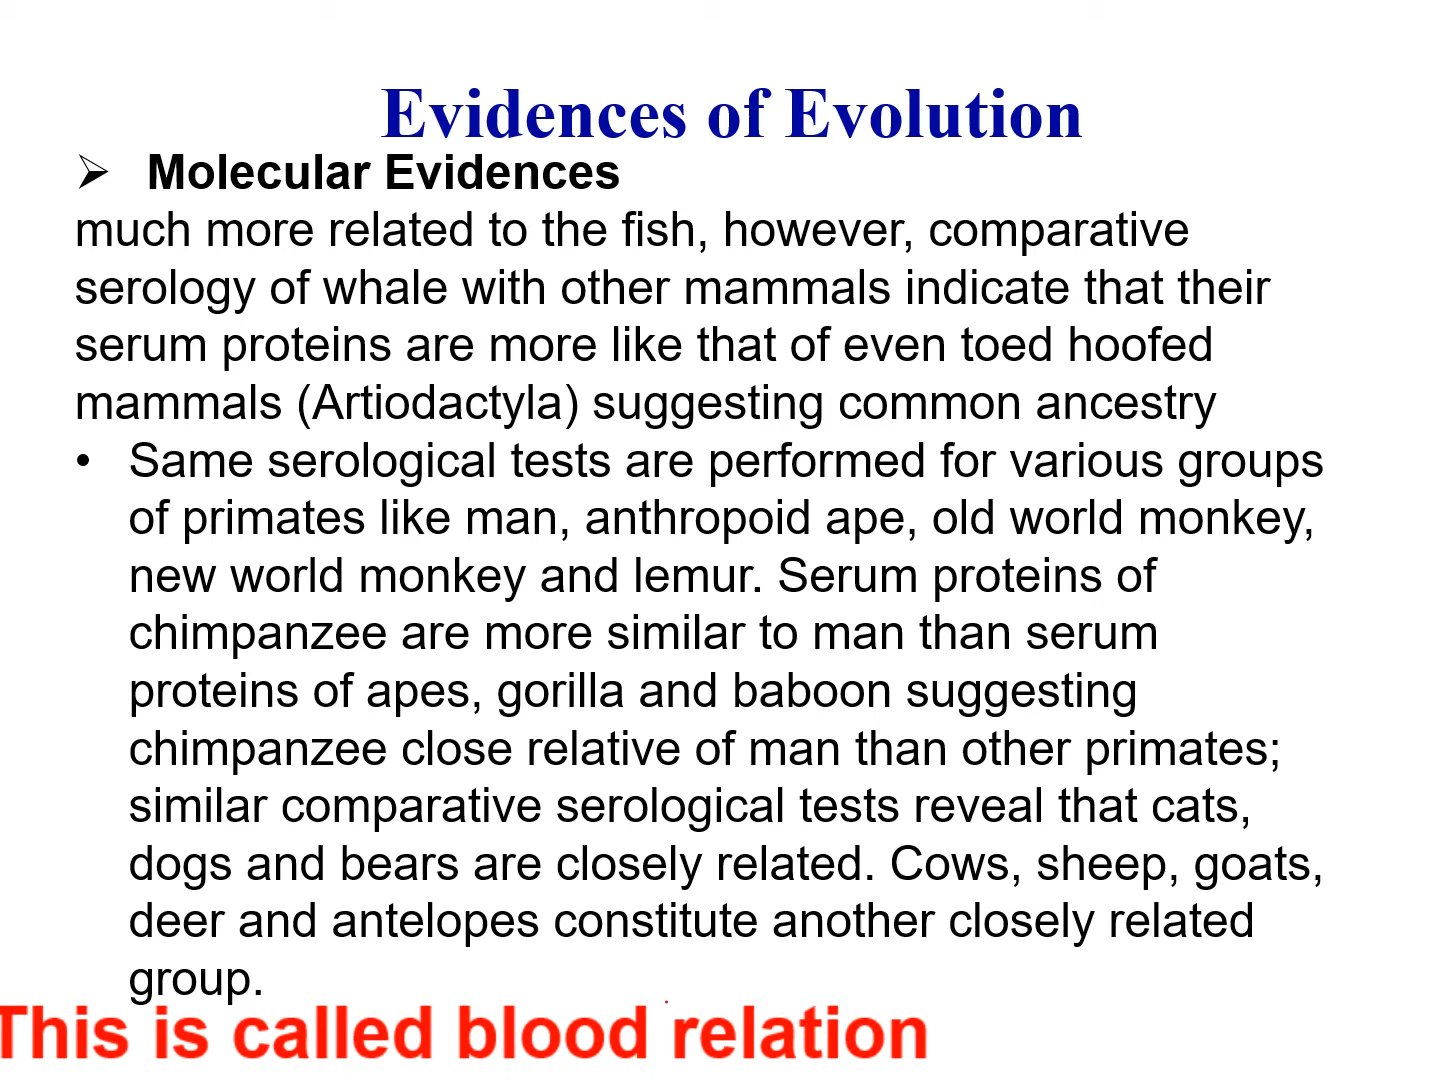 Evidences of Evolution
➢ Molecular Evidences
much more related to the fish, however, comparative
serology of whale with other mammals indicate that their
serum proteins are more like that of even toed hoofed
mammals (Artiodactyla) suggesting common ancestry
• Same serological tests are performed for various groups
of primates like man, anthropoid ape, old world monkey,
new world monkey and lemur. Serum proteins of
chimpanzee are more similar to man than serum
proteins of apes, gorilla and baboon suggesting
chimpanzee close relative of man than other primates;
similar comparative serological tests reveal that cats,
dogs and bears are closely related. Cows, sheep, goats,
deer and antelopes constitute another closely related
group.
This is called blood relation